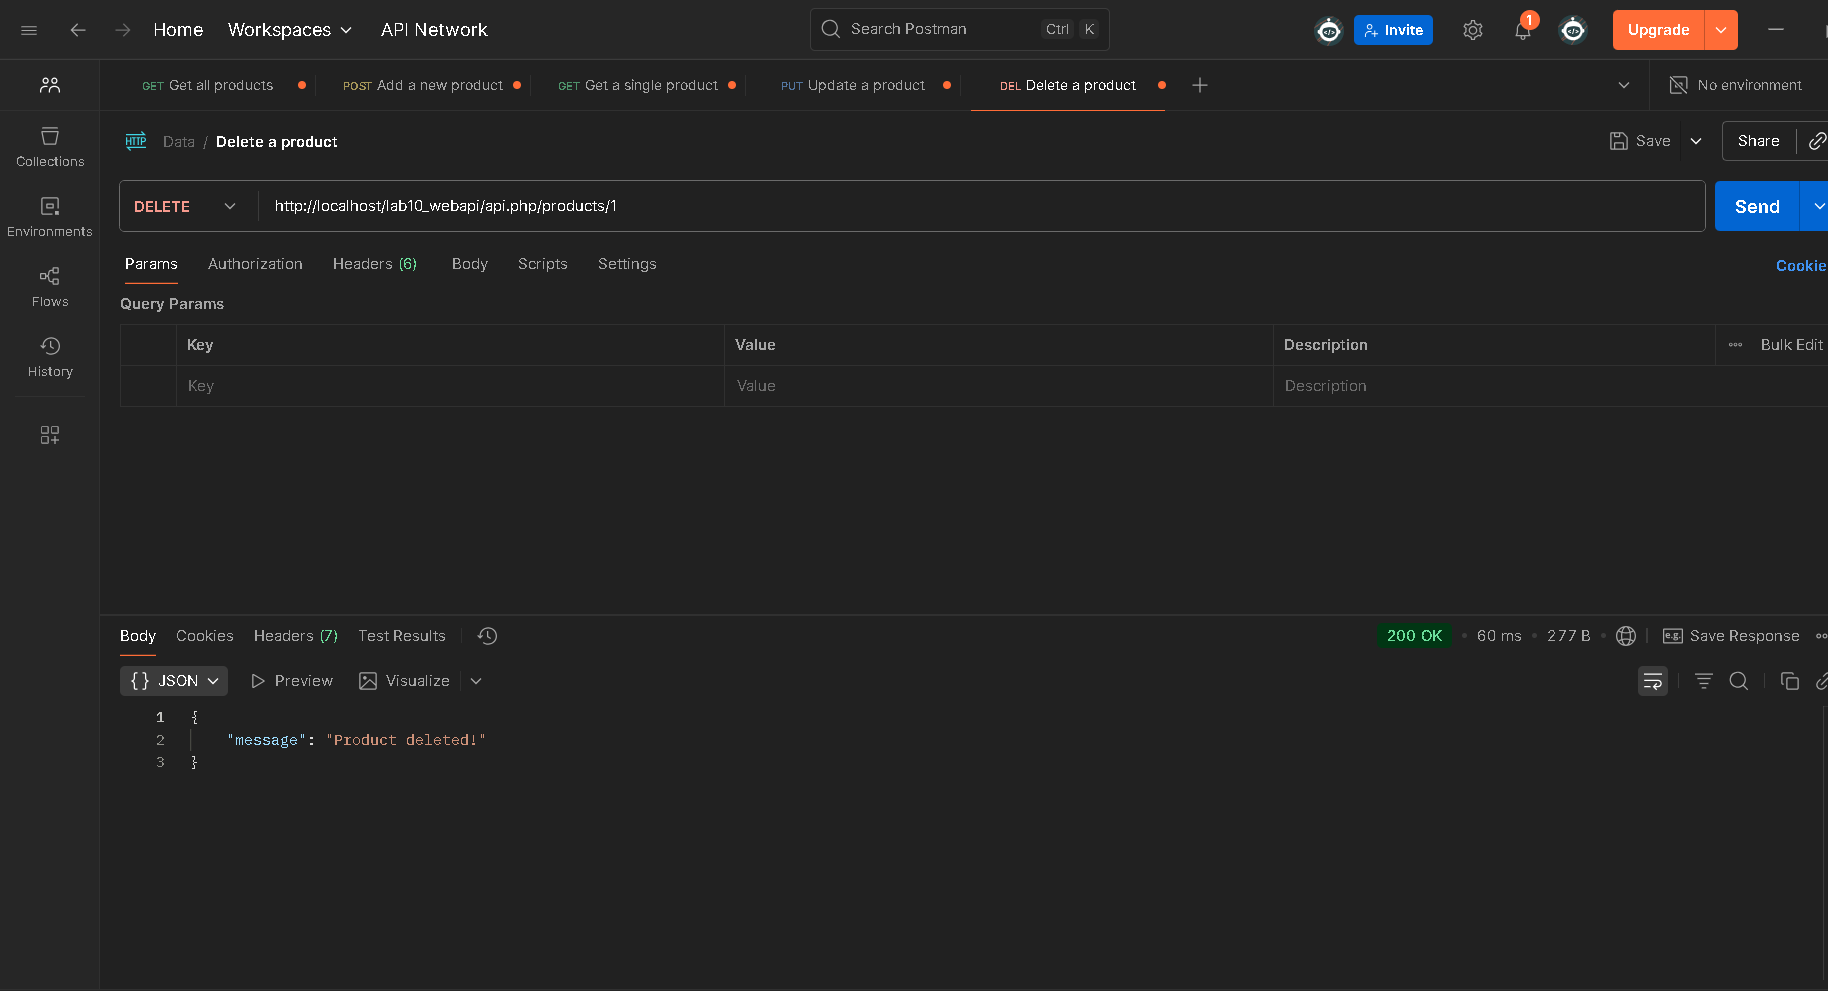 Home Workspaces API Network Search Postman Ctrl K Invite 1 Upgrade
GET Get all products POST Add a new product GET Get a single product PUT Update a product DEL Delete a product No environment
HTTP Data / Delete a product Save Share
Collections
DELETE http://localhost/lab10_webapi/api.php/products/1 Send
Environments
Params Authorization Headers (6) Body Scripts Settings Cookie
Flows
Query Params
Key Value Description Bulk Edit
History
Key Value Description
Body Cookies Headers (7) Test Results 200 OK 60 ms 277 B e.g. Save Response
{} JSON Preview Visualize
1 {
2 "message": "Product deleted!"
3 }